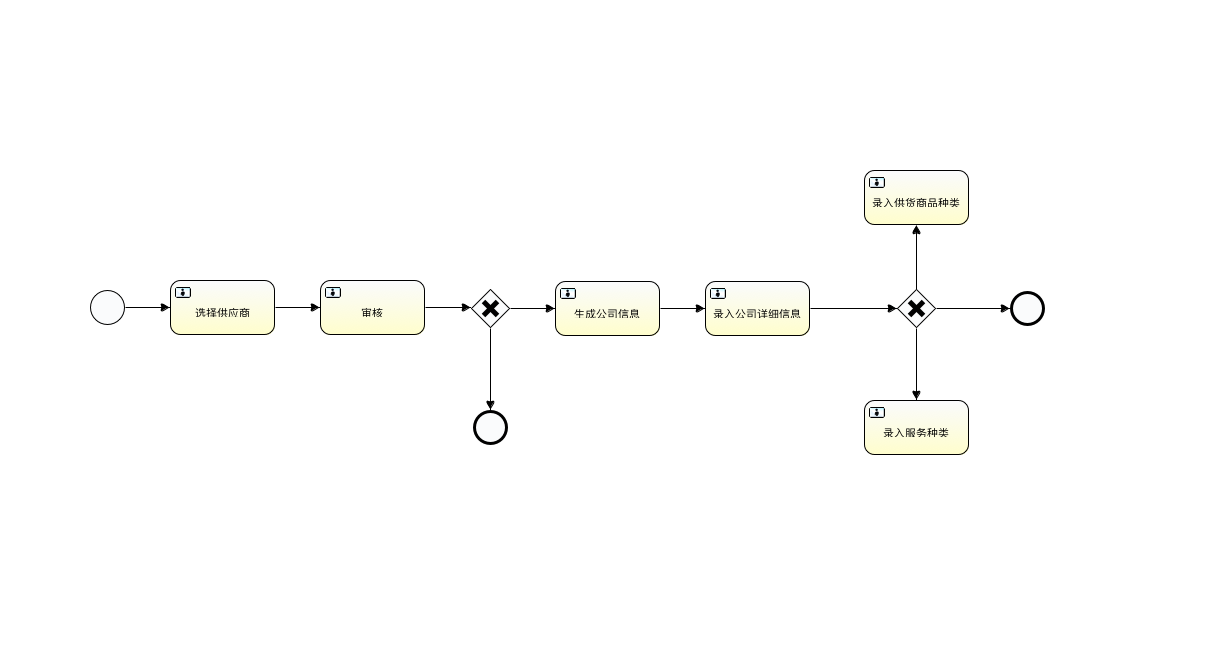 录入供货商品种类
选择供应商
审核
生成公司信息
录入公司详细信息
录入服务种类